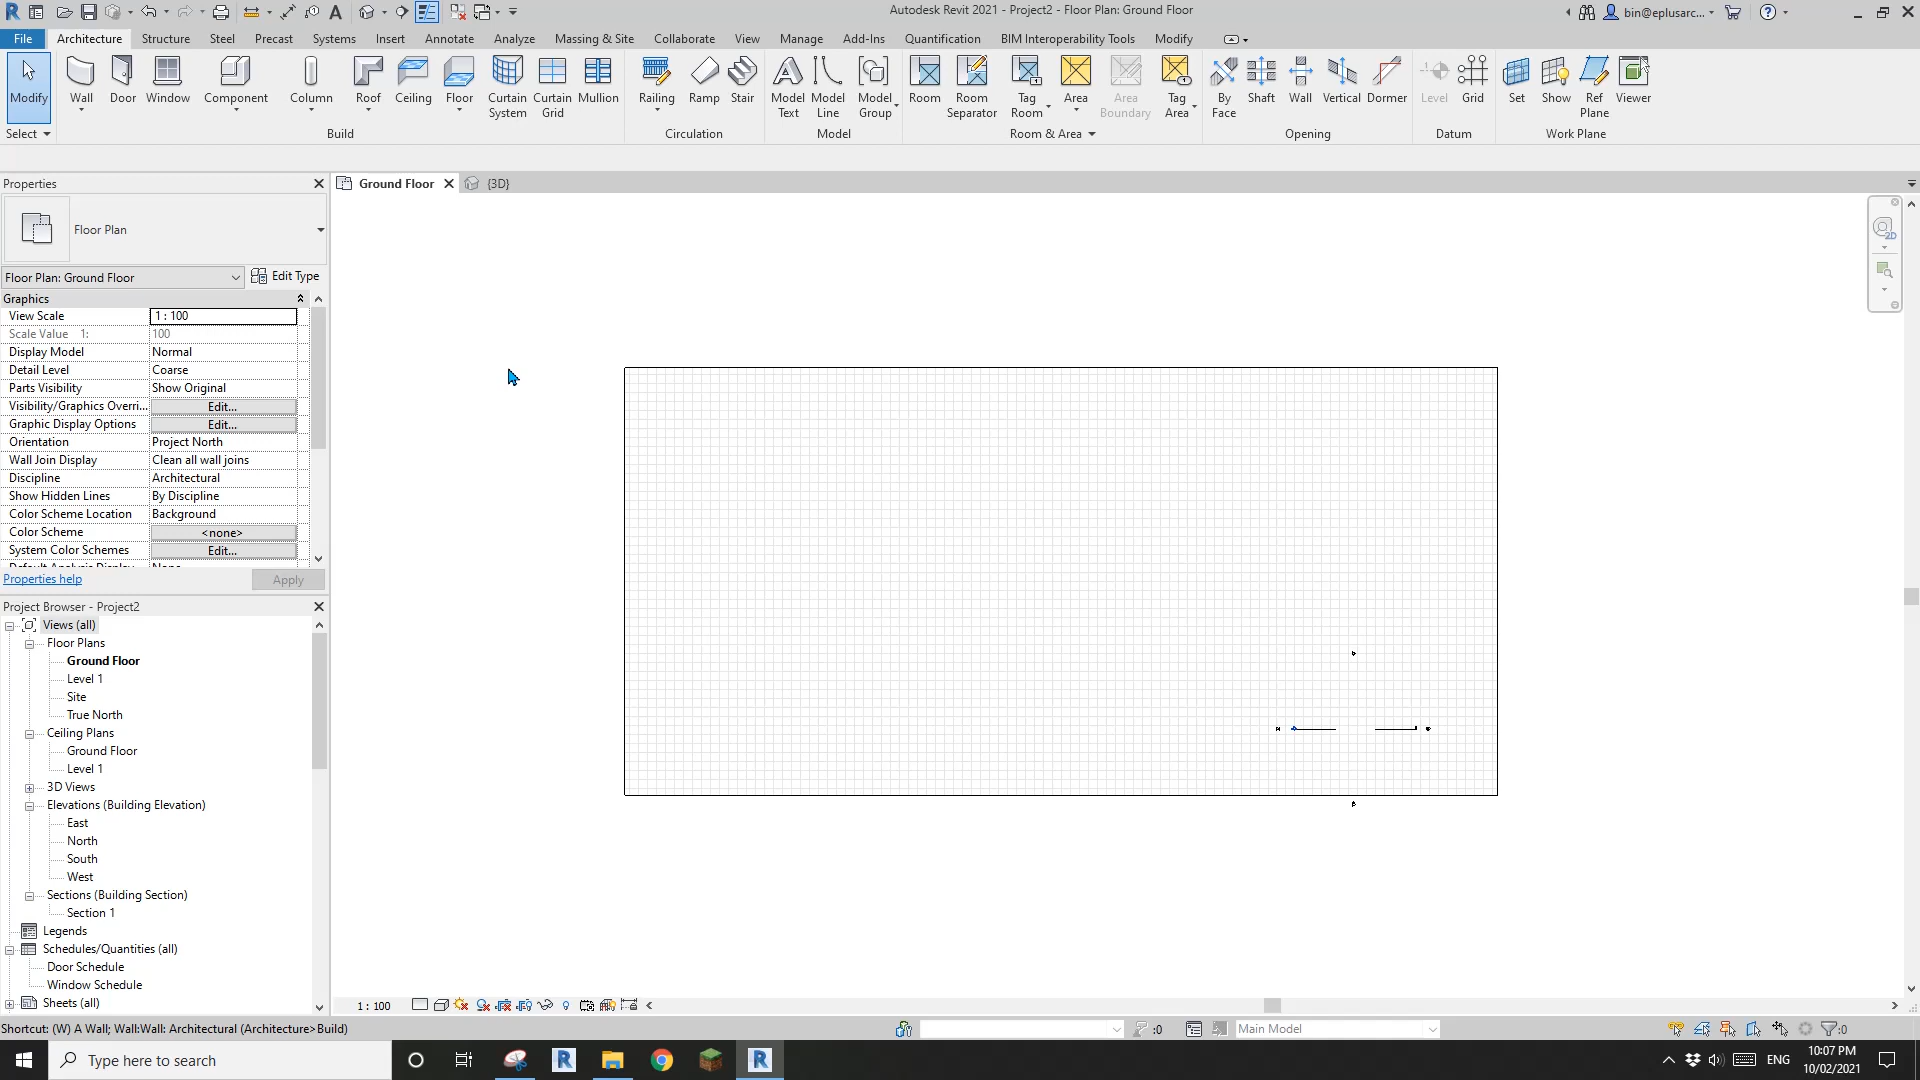 Autodesk Revit 2021 - Project2 - Floor Plan: Ground Floor
bin@eplusarc...
File Architecture Structure Steel Precast Systems Insert Annotate Analyze Massing & Site Collaborate View Manage Add-Ins Quantification BIM Interoperability Tools Modify
Modify Wall Door Window Component Column Roof Ceiling Floor Curtain System Curtain Grid Mullion Railing Ramp Stair Model Text Model Line Model Group Room Room Separator Tag Room Area Area Boundary Tag Area By Face Shaft Wall Vertical Dormer Level Grid Set Show Ref Plane Viewer
Select Build Circulation Model Room & Area Opening Datum Work Plane
Properties
Ground Floor {3D}
Floor Plan
2D
Floor Plan: Ground Floor Edit Type
Graphics
View Scale 1 : 100
Scale Value 1: 100
Display Model Normal
Detail Level Coarse
Parts Visibility Show Original
Visibility/Graphics Overri... Edit...
Graphic Display Options Edit...
Orientation Project North
Wall Join Display Clean all wall joins
Discipline Architectural
Show Hidden Lines By Discipline
Color Scheme Location Background
Color Scheme <none>
System Color Schemes Edit...
Default Analysis Display None
Properties help Apply
Project Browser - Project2
Views (all)
Floor Plans
Ground Floor
Level 1
Site
True North
Ceiling Plans
Ground Floor
Level 1
3D Views
Elevations (Building Elevation)
East
North
South
West
Sections (Building Section)
Section 1
Legends
Schedules/Quantities (all)
Door Schedule
Window Schedule
Sheets (all)
1 : 100
Shortcut: (W) A Wall; Wall:Wall: Architectural (Architecture>Build) :0 Main Model :0
Type here to search
ENG
10:07 PM
10/02/2021